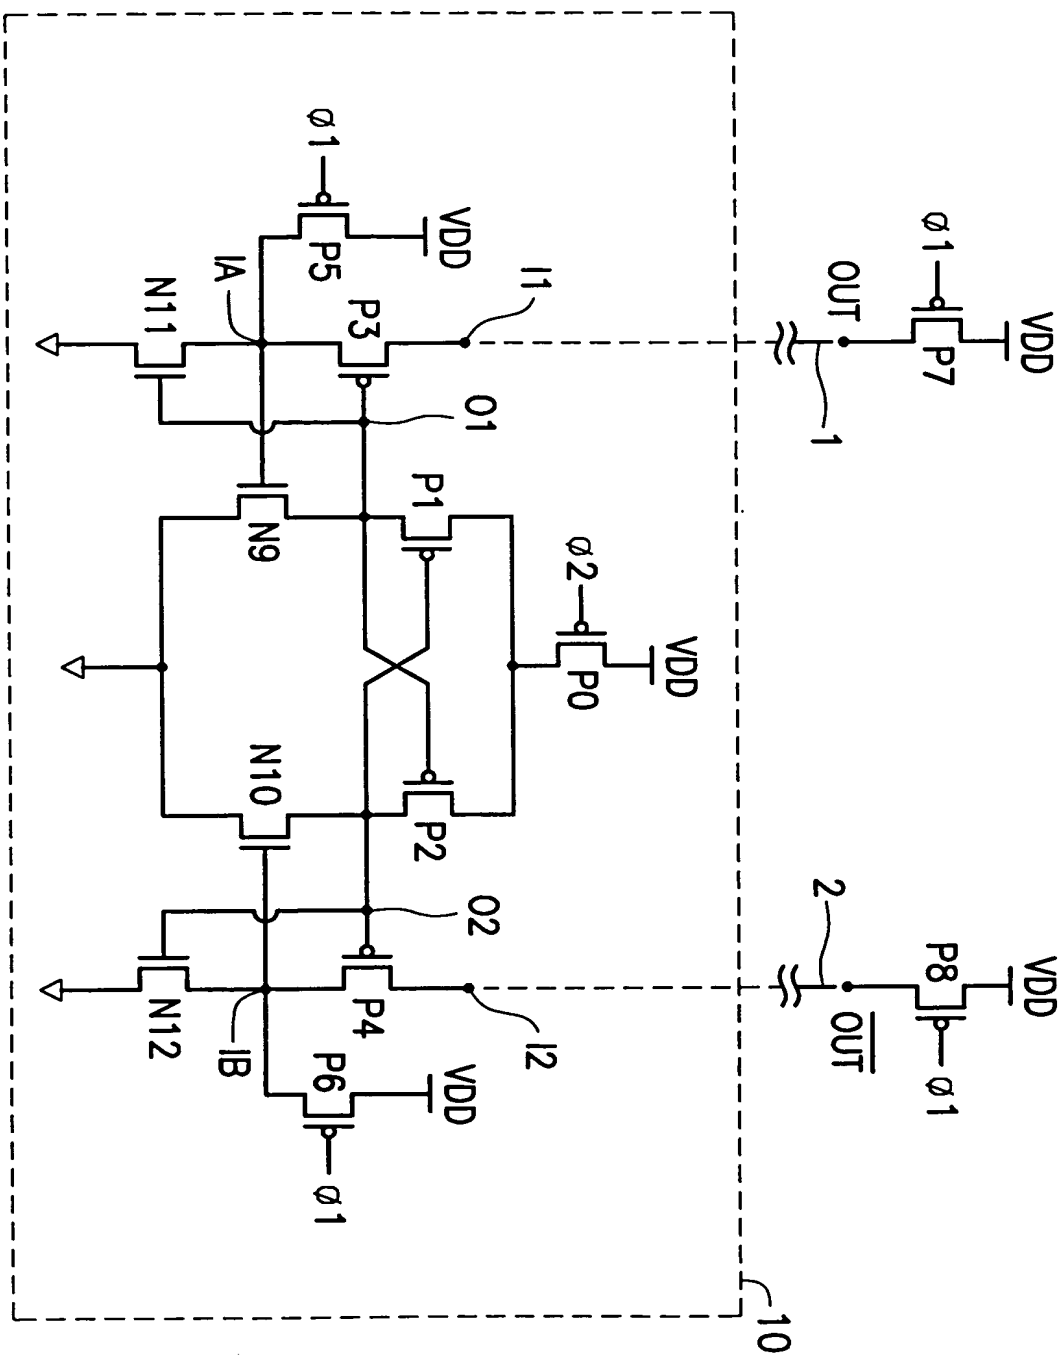 VDD
VDD
ø1
P7
P8
ø1
OUT
O̅U̅T̅
1
2
10
VDD
ø2
P0
I1
I2
O1
O2
VDD
VDD
P1
P2
P3
P4
ø1
P5
P6
ø1
N9
N10
IA
IB
N11
N12